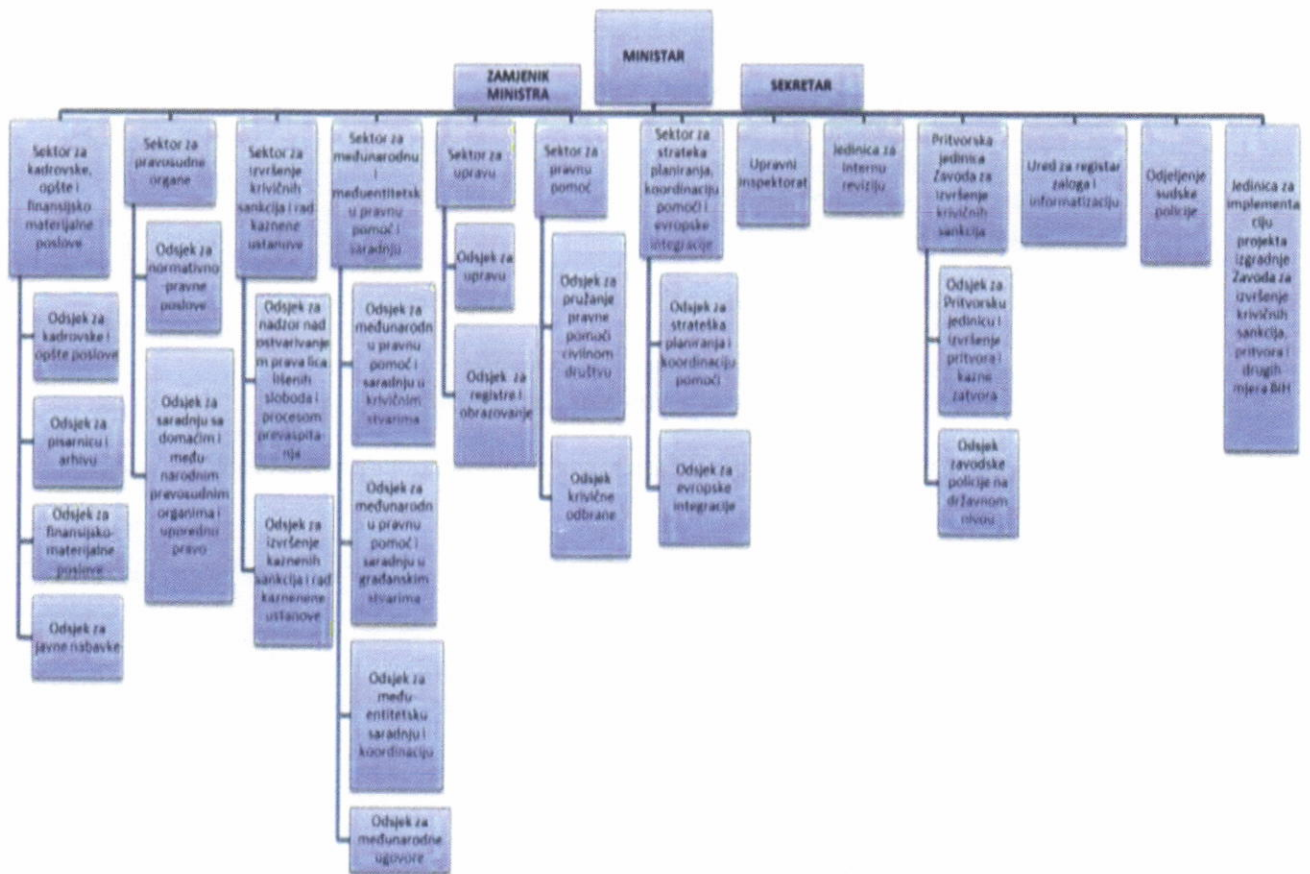 MINISTAR
ZAMJENIK
MINISTRA
SEKRETAR
Sektor za
kadrovske,
opšte i
finansijsko
materijalne
poslove
Odsjek za
kadrovske i
opšte poslove
Odsjek za
pisarnicu i
arhivu
Odsjek za
finansijsko-
materijalne
poslove
Odsjek za
javne nabavke
Sektor za
pravosudne
organe
Odsjek za
normativno
-pravne
poslove
Odsjek za
saradnju sa
domaćim i
među-
narodnim
pravosudnim
organima i
uporedno
pravo
Sektor za
izvršenje
krivičnih
sankcija i rad
kaznene
ustanove
Odsjek za
nadzor nad
ostvarivanje
m prava lica
lišenih
sloboda i
procesom
prevaspita-
nja
Odsjek za
izvršenje
kaznenih
sankcija i rad
kaznenene
ustanove
Sektor za
međunarodnu
i
međuentitetsk
u pravnu
pomoć i
saradnju
Odsjek za
međunarodn
u pravnu
pomoć i
saradnju u
krivičnim
stvarima
Odsjek za
međunarodn
u pravnu
pomoć i
saradnju u
građanskim
stvarima
Odsjek za
među
entitetsku
saradnju i
koordinaciju
Odsjek za
međunarodne
ugovore
Sektor za
upravu
Odsjek za
upravu
Odsjek za
registre i
obrazovanje
Sektor za
pravnu
pomoć
Odsjek za
pružanje
pravne
pomoći
civilnom
društvu
Odsjek
krivične
odbrane
Sektor za
strateka
planiranja,
koordinaciju
pomoći i
evropske
integracije
Odsjek za
strateška
planiranja i
koordinaciju
pomoći
Odsjek za
evropske
integracije
Upravni
inspektorat
Jedinica za
internu
reviziju
Pritvorska
jedinica
Zavoda za
izvršenje
krivičnih
sankcija
Odsjek za
Pritvorsku
jedinicu i
izvršenje
pritvora i
kazne
zatvora
Odsjek
zavodske
policije na
državnom
nivou
Ured za registar
zaloga i
informatizaciju
Odjeljenje
sudske
policije
Jedinica za
implementa
ciju
projekta
izgradnje
Zavoda za
izvršenje
krivičnih
sankcija,
pritvora i
drugih
mjera BiH